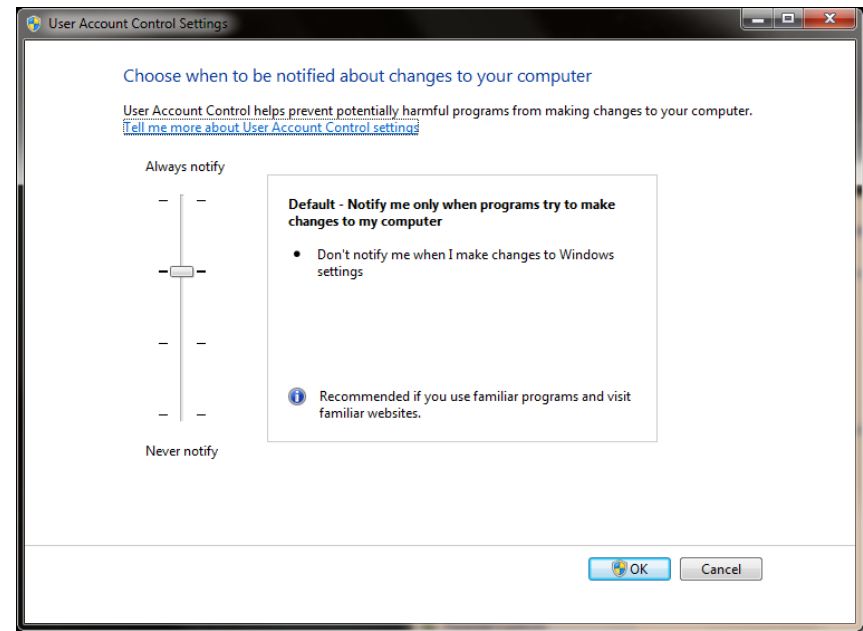 User Account Control Settings
Choose when to be notified about changes to your computer
User Account Control helps prevent potentially harmful programs from making changes to your computer.
Tell me more about User Account Control settings
Always notify
Default - Notify me only when programs try to make
changes to my computer
• Don't notify me when I make changes to Windows
settings
Recommended if you use familiar programs and visit
familiar websites.
Never notify
OK
Cancel